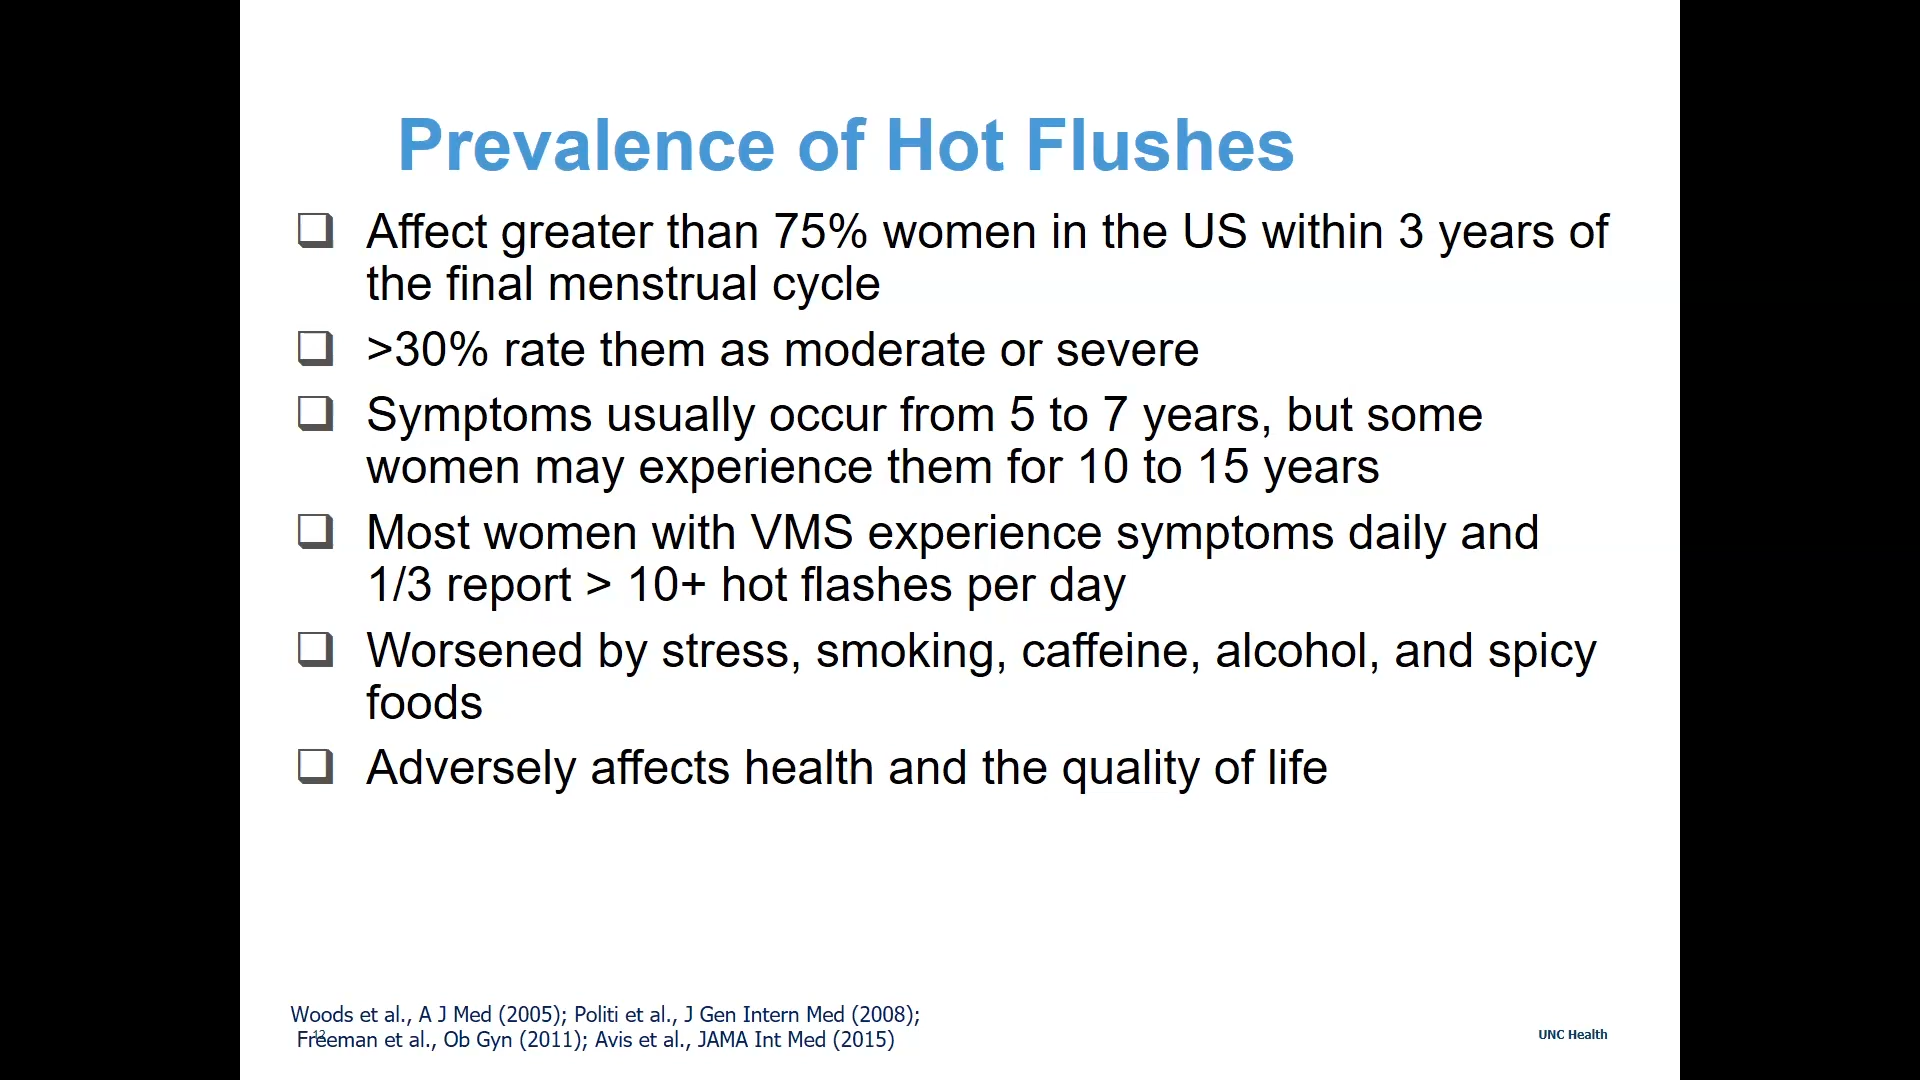 Prevalence of Hot Flushes
Affect greater than 75% women in the US within 3 years of
the final menstrual cycle
>30% rate them as moderate or severe
Symptoms usually occur from 5 to 7 years, but some
women may experience them for 10 to 15 years
Most women with VMS experience symptoms daily and
1/3 report > 10+ hot flashes per day
Worsened by stress, smoking, caffeine, alcohol, and spicy
foods
Adversely affects health and the quality of life
Woods et al., A J Med (2005); Politi et al., J Gen Intern Med (2008);
Freeman et al., Ob Gyn (2011); Avis et al., JAMA Int Med (2015)
12
UNC Health